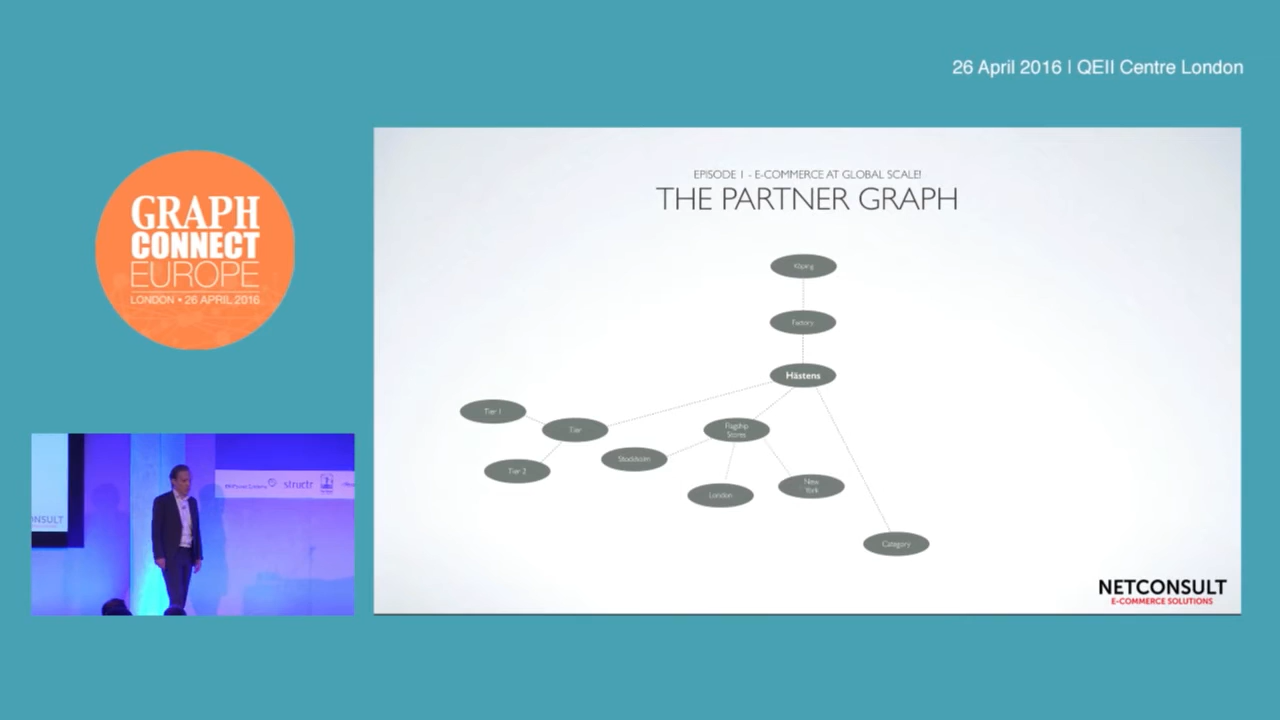 26 April 2016 | QEII Centre London
GRAPH
CONNECT
EUROPE
LONDON • 26 APRIL 2016
EPISODE 1 - E-COMMERCE AT GLOBAL SCALE!
THE PARTNER GRAPH
Köping
Factory
Hästens
Tier 1
Tier
Flagship
Stores
Stockholm
Tier 2
New
York
London
Category
structr
NSULT
NETCONSULT
E-COMMERCE SOLUTIONS